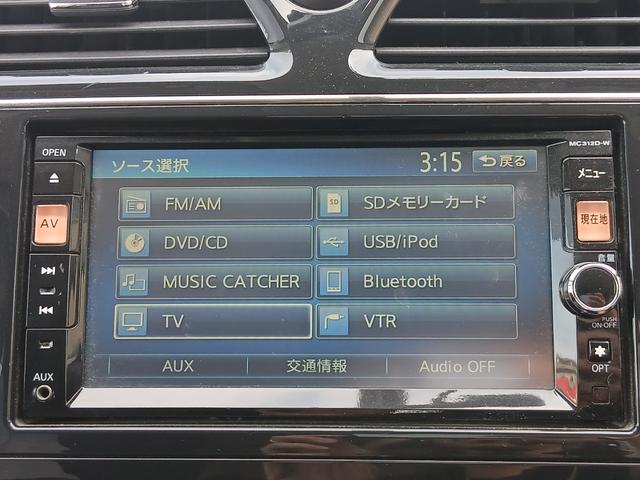 OPEN
MC312D-W
ソース選択 3:15 戻る
メニュー
AV
現在地
FM/AM SD SDメモリーカード
DVD/CD USB/iPod
MUSIC CATCHER Bluetooth
音量
TV VTR
PUSH
ON-OFF
AUX 交通情報 Audio OFF
OPT
AUX